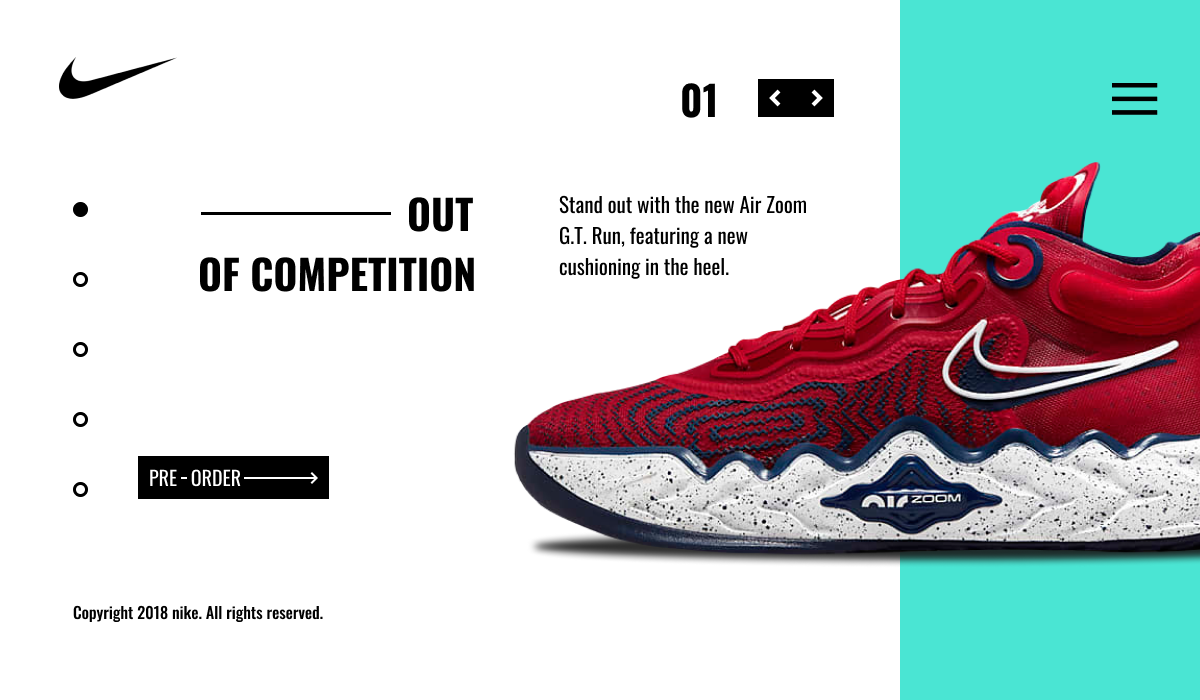 01
OUT
OF COMPETITION
Stand out with the new Air Zoom
G.T. Run, featuring a new
cushioning in the heel.
air ZOOM
PRE - ORDER
Copyright 2018 nike. All rights reserved.